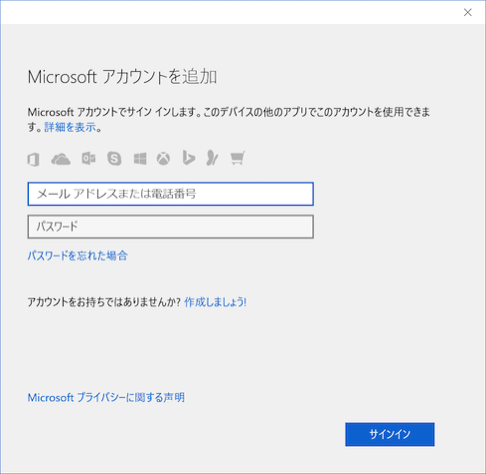 Microsoft アカウントを追加
Microsoft アカウントでサイン インします。このデバイスの他のアプリでこのアカウントを使用できま
す。詳細を表示。
メール アドレスまたは電話番号
パスワード
パスワードを忘れた場合
アカウントをお持ちではありませんか? 作成しましょう!
Microsoft プライバシーに関する声明
サインイン